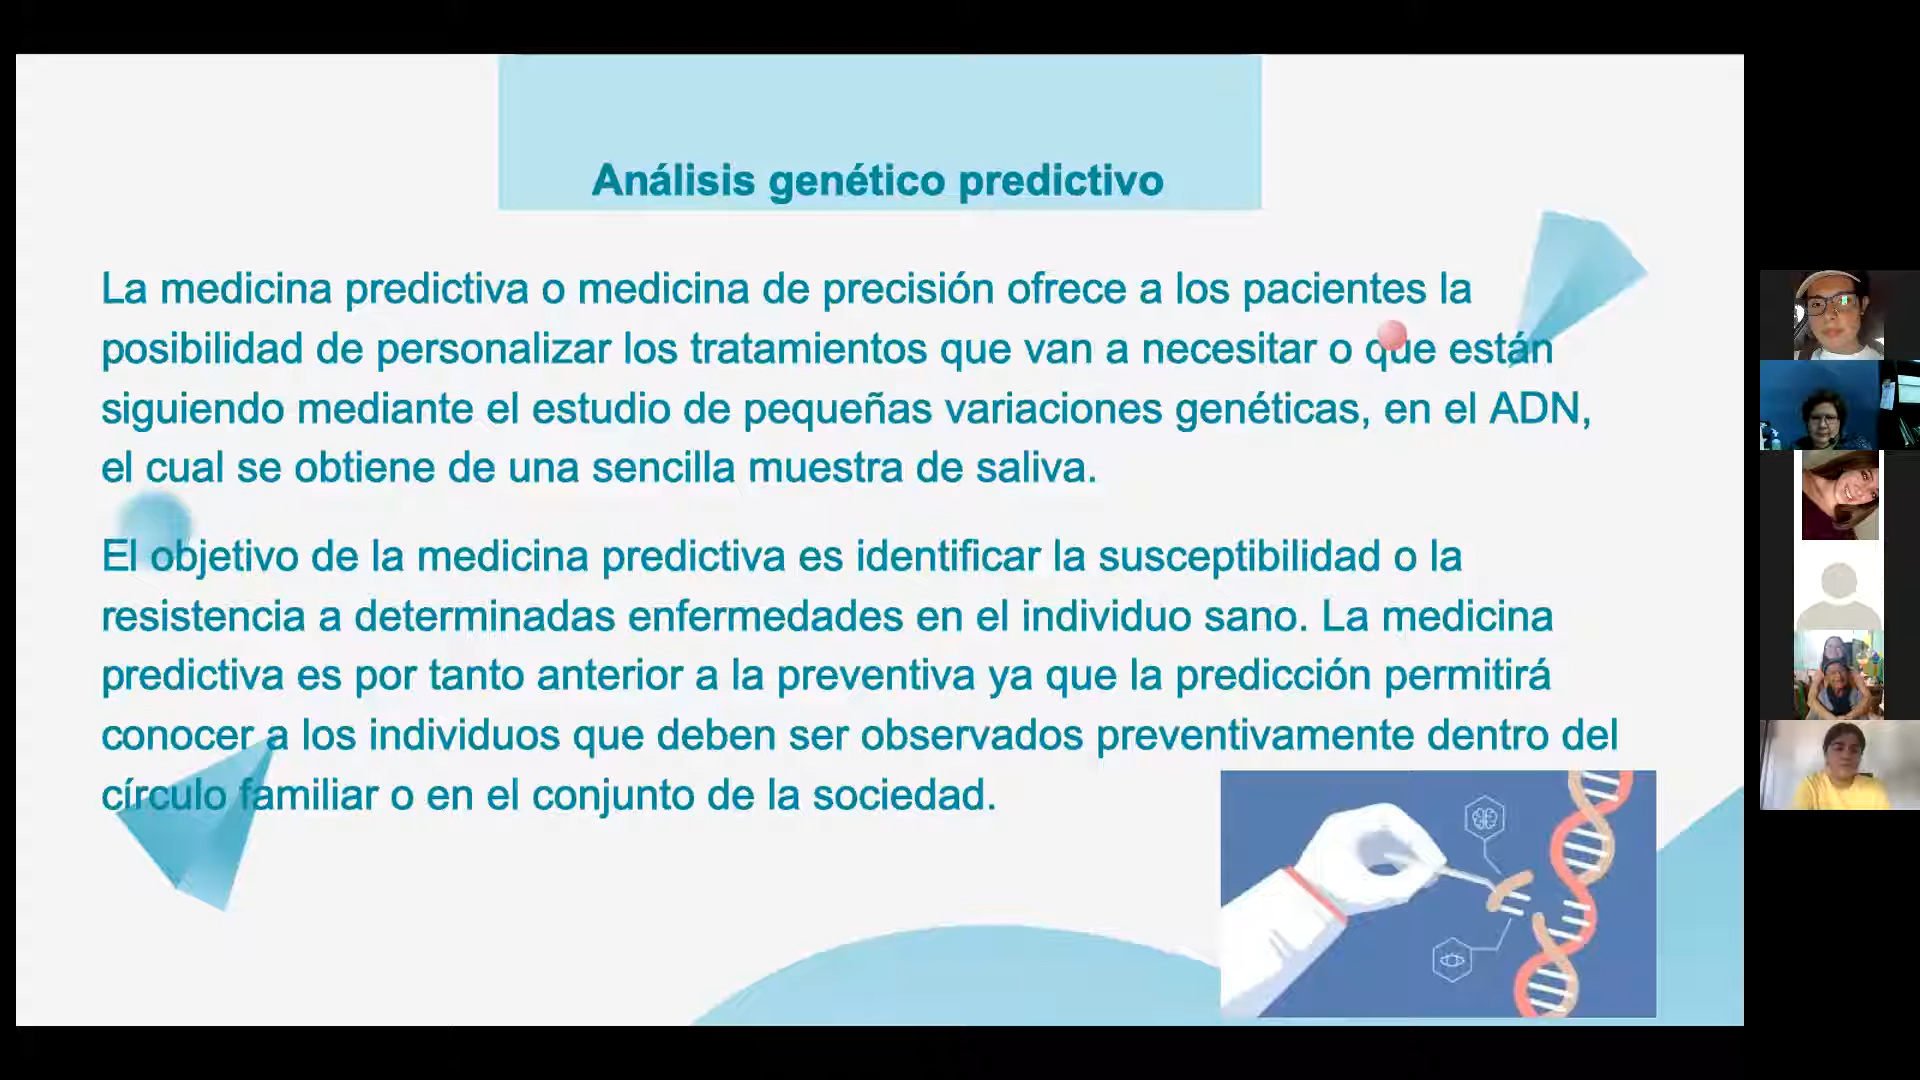 Análisis genético predictivo
La medicina predictiva o medicina de precisión ofrece a los pacientes la
posibilidad de personalizar los tratamientos que van a necesitar o que están
siguiendo mediante el estudio de pequeñas variaciones genéticas, en el ADN,
el cual se obtiene de una sencilla muestra de saliva.
El objetivo de la medicina predictiva es identificar la susceptibilidad o la
resistencia a determinadas enfermedades en el individuo sano. La medicina
predictiva es por tanto anterior a la preventiva ya que la predicción permitirá
conocer a los individuos que deben ser observados preventivamente dentro del
círculo familiar o en el conjunto de la sociedad.